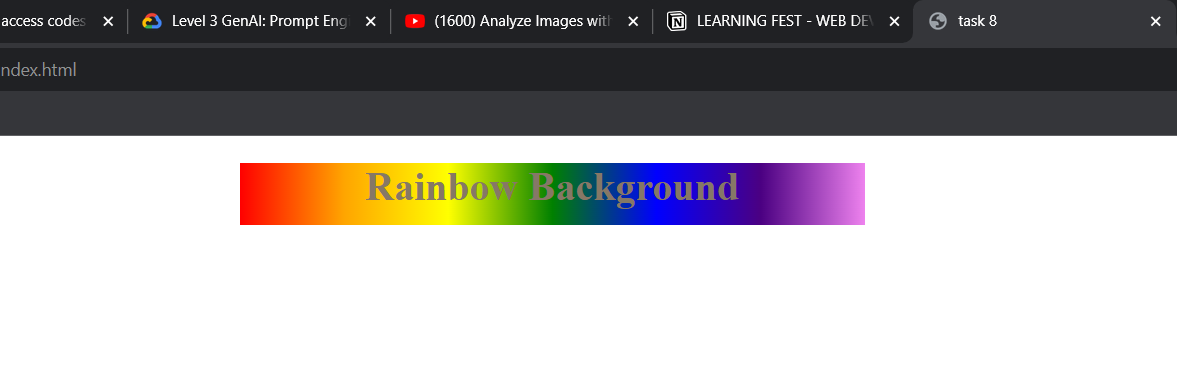 access codes
Level 3 GenAI: Prompt Eng
(1600) Analyze Images with
LEARNING FEST - WEB DE
task 8
ndex.html
Rainbow Background